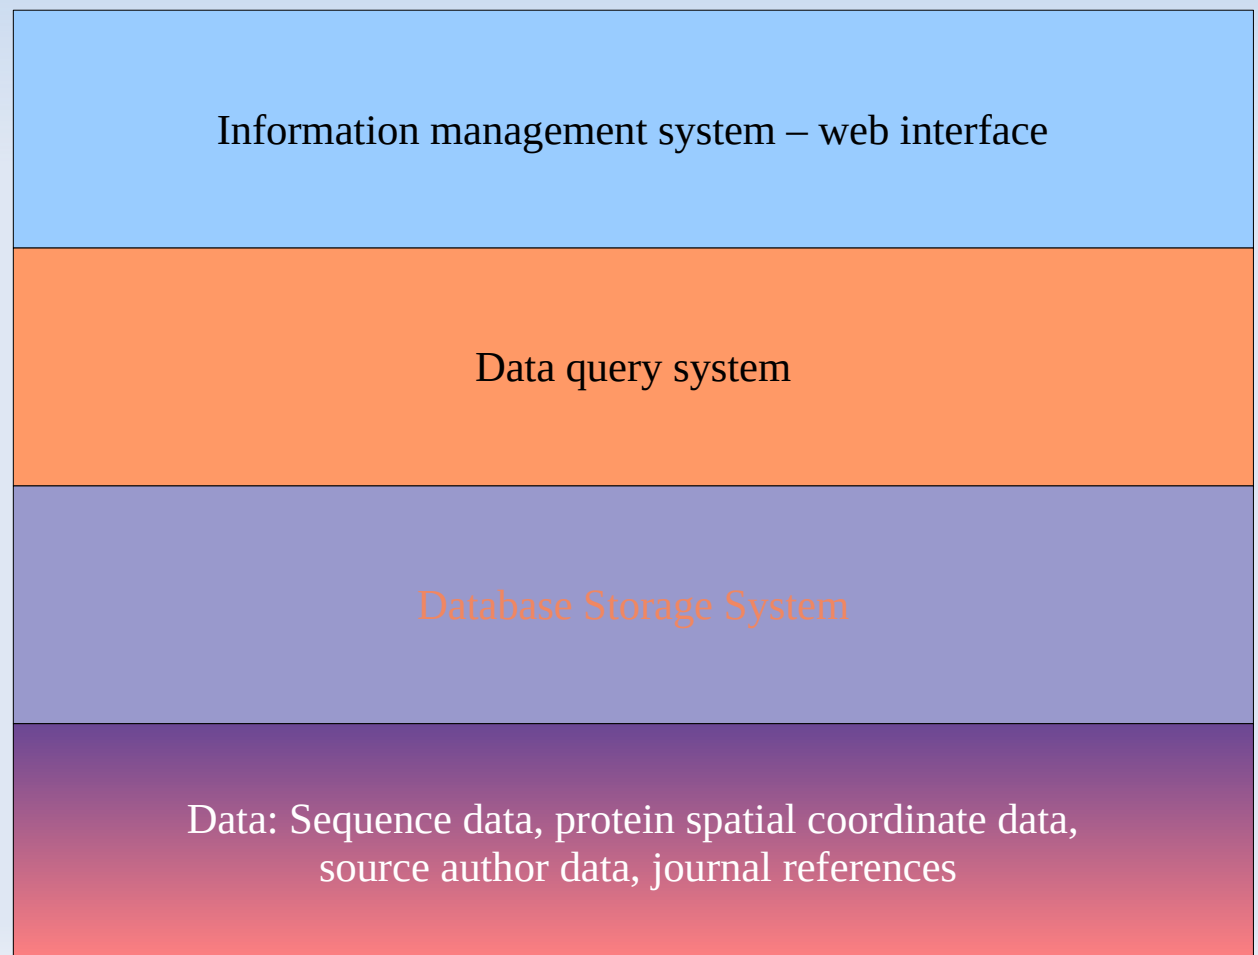 Information management system – web interface
Data query system
Database Storage System
Data: Sequence data, protein spatial coordinate data,
source author data, journal references